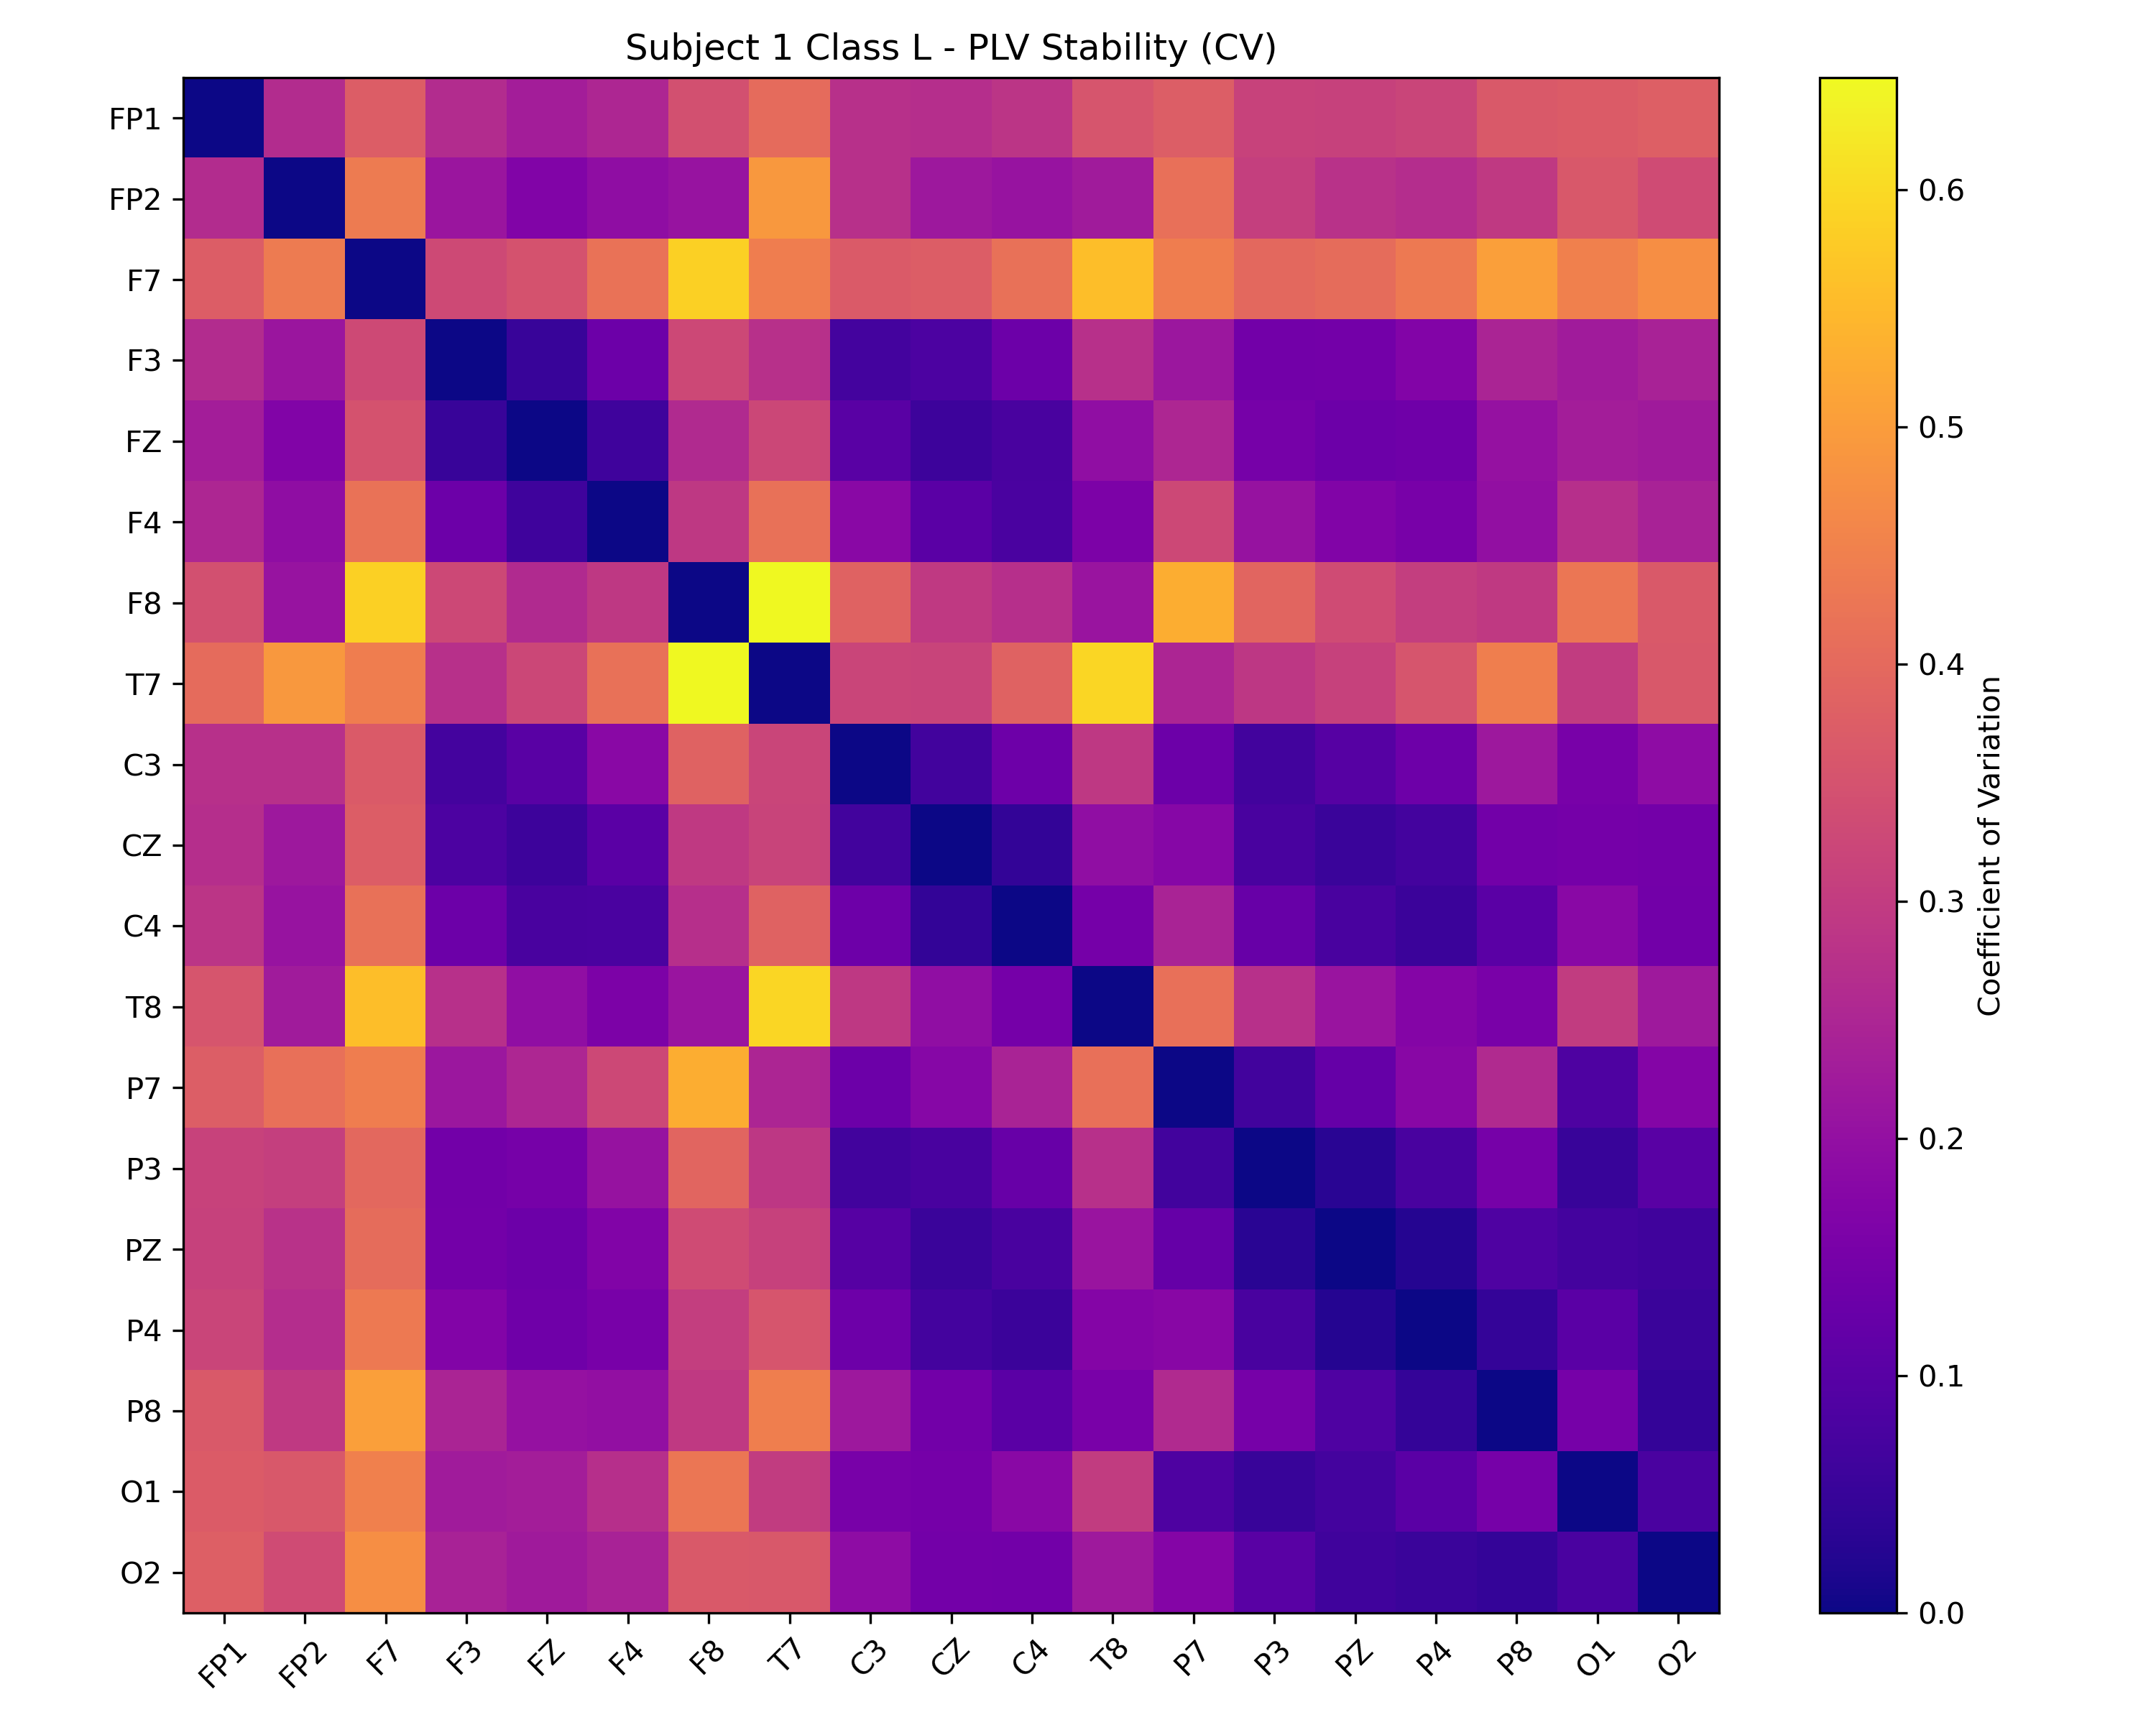 Subject 1 Class L - PLV Stability (CV)
FP1
FP2
F7
F3
FZ
F4
F8
T7
C3
CZ
C4
T8
P7
P3
PZ
P4
P8
O1
O2
FP1 FP2 F7 F3 FZ F4 F8 T7 C3 CZ C4 T8 P7 P3 PZ P4 P8 O1 O2
0.6
0.5
0.4
0.3
0.2
0.1
0.0
Coefficient of Variation